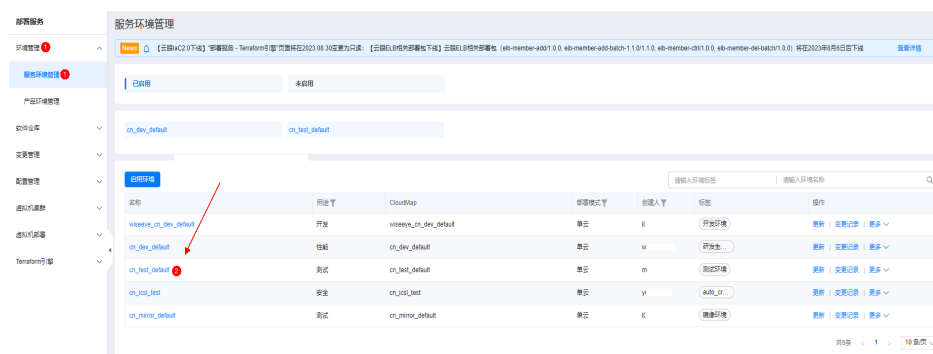 部署服务
服务环境管理
环境管理 1
News 【云眼IaC2.0下线】“部署服务 - Terraform引擎”页面将在2023.08.30变更为只读; 【云眼ELB相关部署包下线】云眼ELB相关部署包 (elb-member-add/1.0.0, elb-member-add-batch-1.1.0/1.1.0, elb-member-ctrl/1.0.0, elb-member-del-batch/1.0.0) 将在2023年8月6日后下线 查看详情
服务环境管理 1
已启用 未启用
产品环境管理
软件仓库
cn_dev_default cn_test_default
变更管理
配置管理
启用环境 请输入环境标签 请输入环境名称
虚拟机集群
名称 用途 CloudMap 部署模式 创建人 标签 操作
wiseeye_cn_dev_default 开发 wiseeye_cn_dev_default 单云 开发环境 更新 | 变更记录 | 更多
虚拟机部署
cn_dev_default 性能 cn_dev_default 单云 研发生... 更新 | 变更记录 | 更多
Terraform引擎
cn_test_default 2 测试 cn_test_default 单云 m 测试环境 更新 | 变更记录 | 更多
cn_icsl_test 安全 cn_icsl_test 单云 auto_cr... 更新 | 变更记录 | 更多
cn_mirror_default 测试 cn_mirror_default 单云 镜像环境 更新 | 变更记录 | 更多
共5条 < 1 > 10 条/页